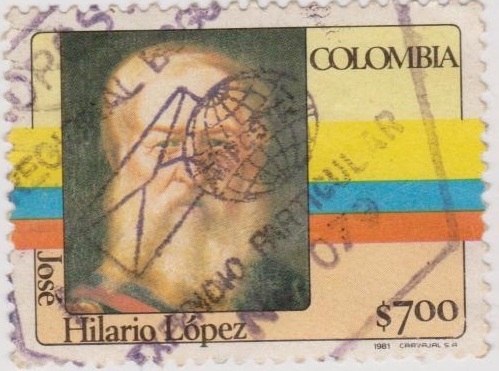 COLOMBIA
José
Hilario López
$7.00
1981 CARVAJAL S.A.
PARTICULAR